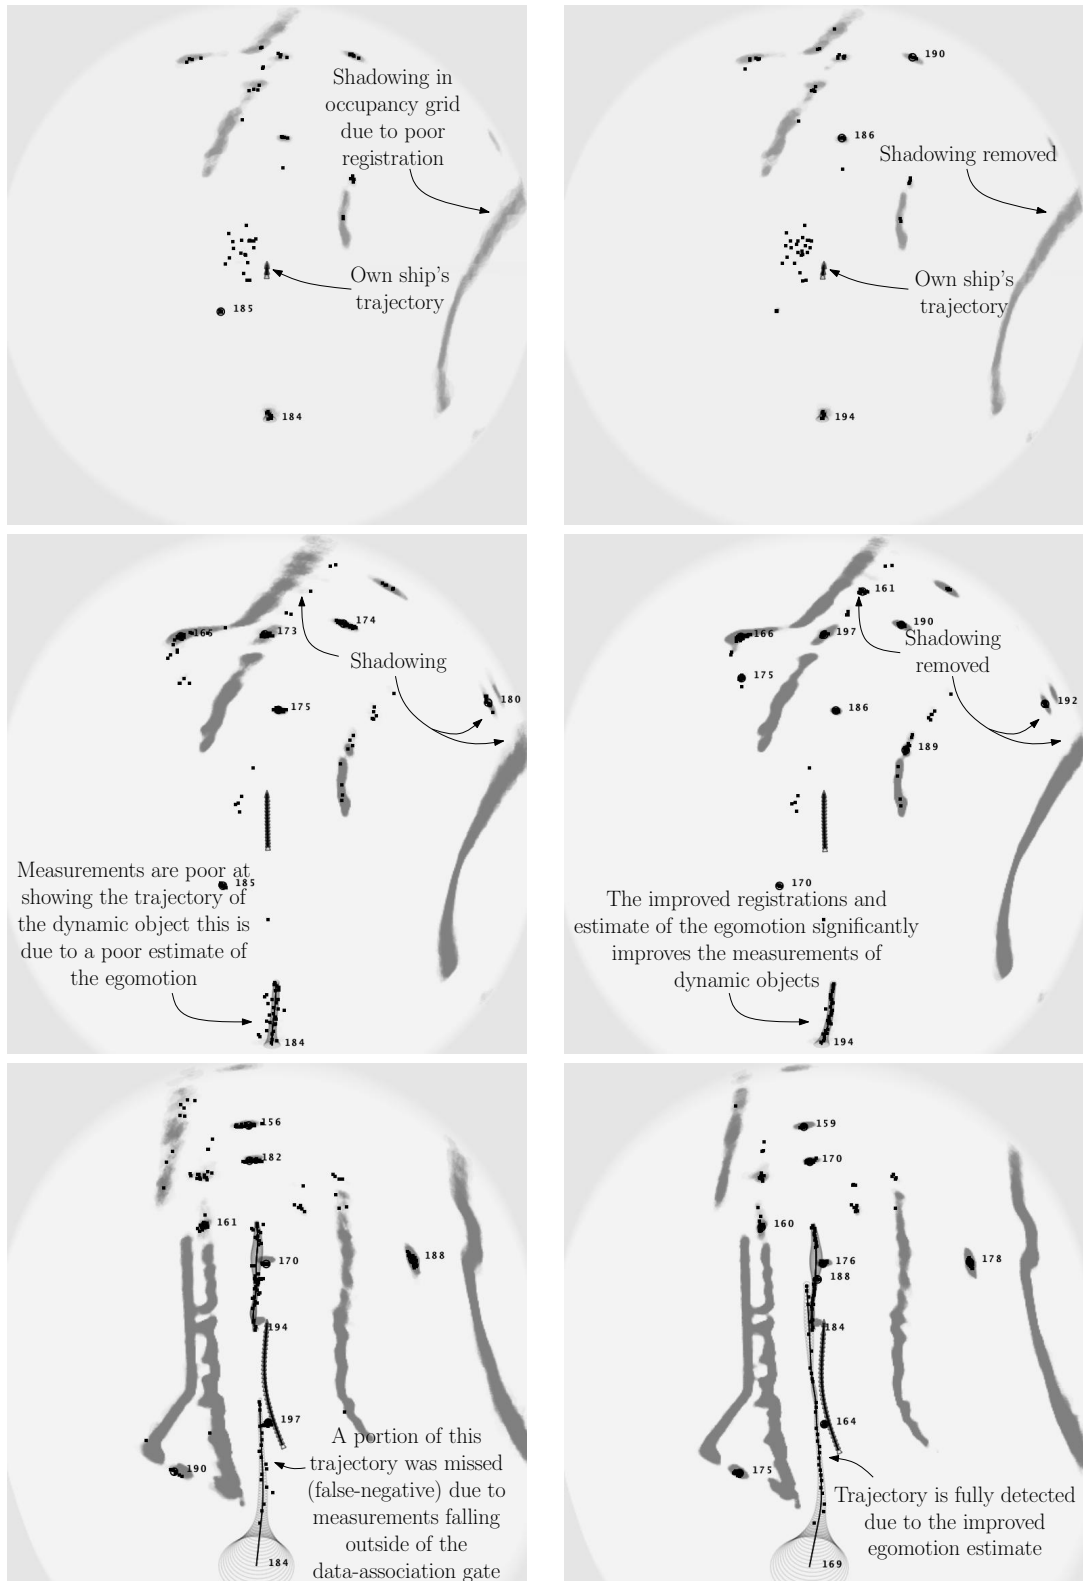 Shadowing in
occupancy grid
due to poor
registration
Own ship's
trajectory
185
184
190
186
Shadowing removed
Own ship's
trajectory
194
166
173
174
Shadowing
180
175
Measurements are poor at
185
showing the trajectory of
the dynamic object this is
due to a poor estimate of
the egomotion
184
161
166
197
190
Shadowing
removed
175
192
186
189
170
The improved registrations and
estimate of the egomotion significantly
improves the measurements of
dynamic objects
194
156
182
161
188
170
194
197
190
A portion of this
trajectory was missed
(false-negative) due to
measurements falling
outside of the
184
data-association gate
159
170
160
176
178
188
184
164
175
Trajectory is fully detected
due to the improved
egomotion estimate
169